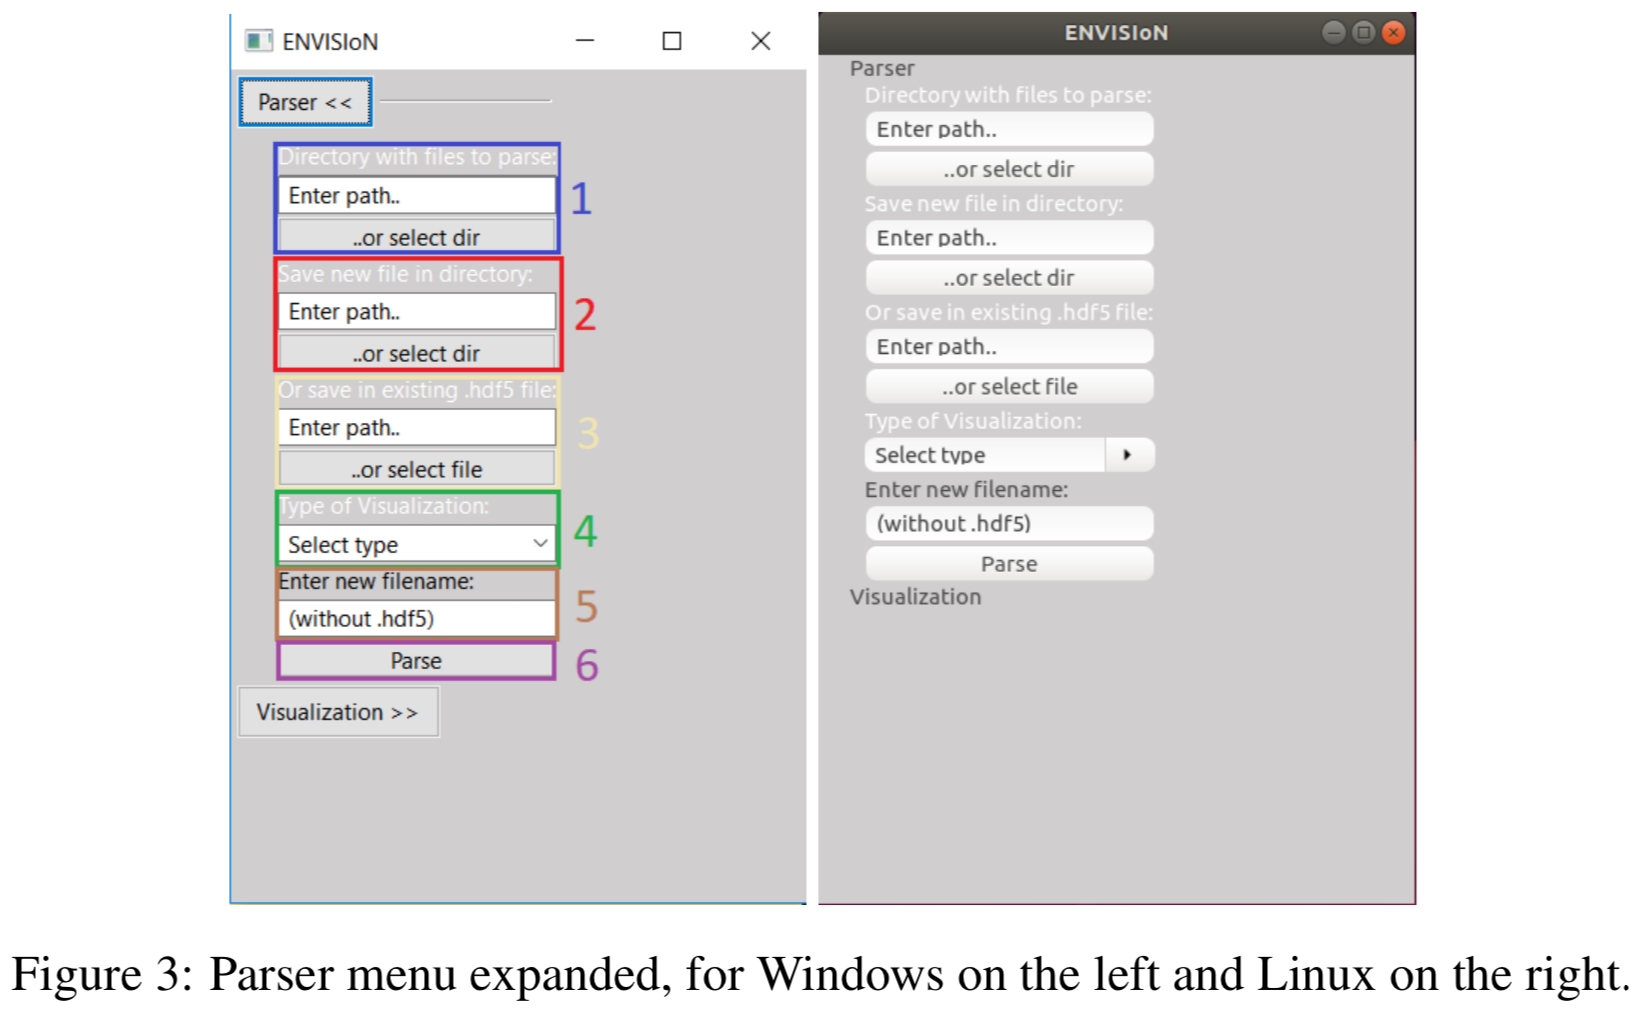 ENVISIoN
Parser <<
Directory with files to parse:
Enter path..
..or select dir
1
Save new file in directory:
Enter path..
..or select dir
2
Or save in existing .hdf5 file:
Enter path..
..or select file
3
Type of Visualization:
Select type
4
Enter new filename:
(without .hdf5)
5
Parse
6
Visualization >>
ENVISIoN
Parser
Directory with files to parse:
Enter path..
..or select dir
Save new file in directory:
Enter path..
..or select dir
Or save in existing .hdf5 file:
Enter path..
..or select file
Type of Visualization:
Select type
Enter new filename:
(without .hdf5)
Parse
Visualization
Figure 3: Parser menu expanded, for Windows on the left and Linux on the right.